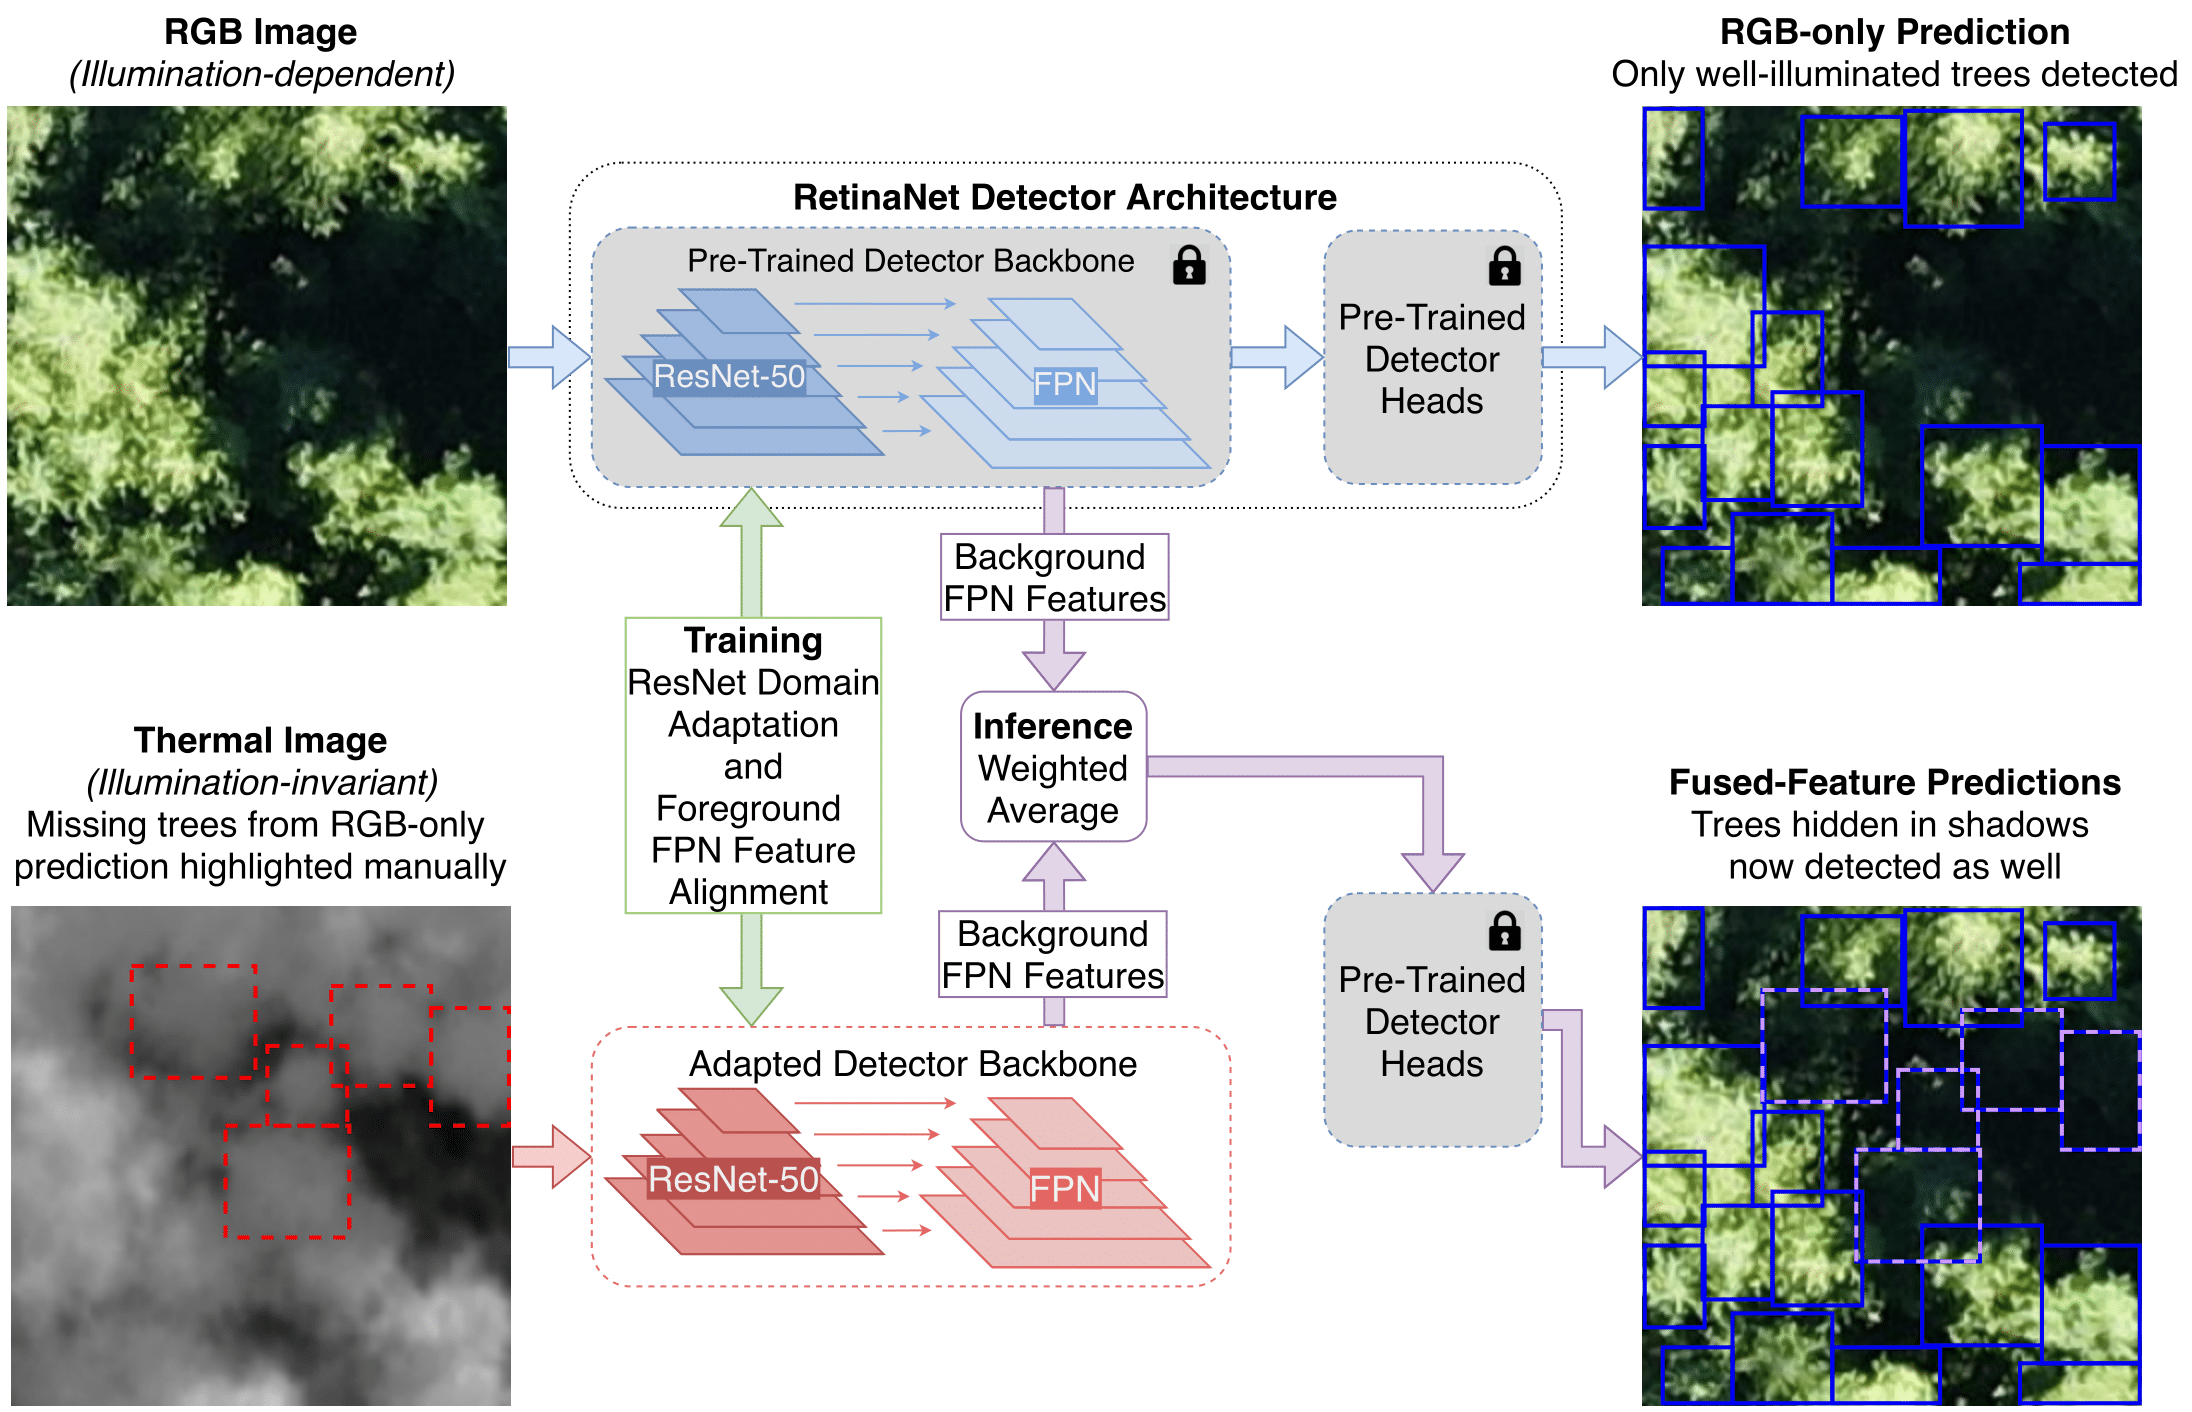 RGB Image
(Illumination-dependent)
RGB-only Prediction
Only well-illuminated trees detected
RetinaNet Detector Architecture
Pre-Trained Detector Backbone
ResNet-50
FPN
Pre-Trained
Detector
Heads
Background
FPN Features
Training
ResNet Domain
Adaptation
and
Foreground
FPN Feature
Alignment
Inference
Weighted
Average
Thermal Image
(Illumination-invariant)
Missing trees from RGB-only
prediction highlighted manually
Fused-Feature Predictions
Trees hidden in shadows
now detected as well
Background
FPN Features
Pre-Trained
Detector
Heads
Adapted Detector Backbone
ResNet-50
FPN